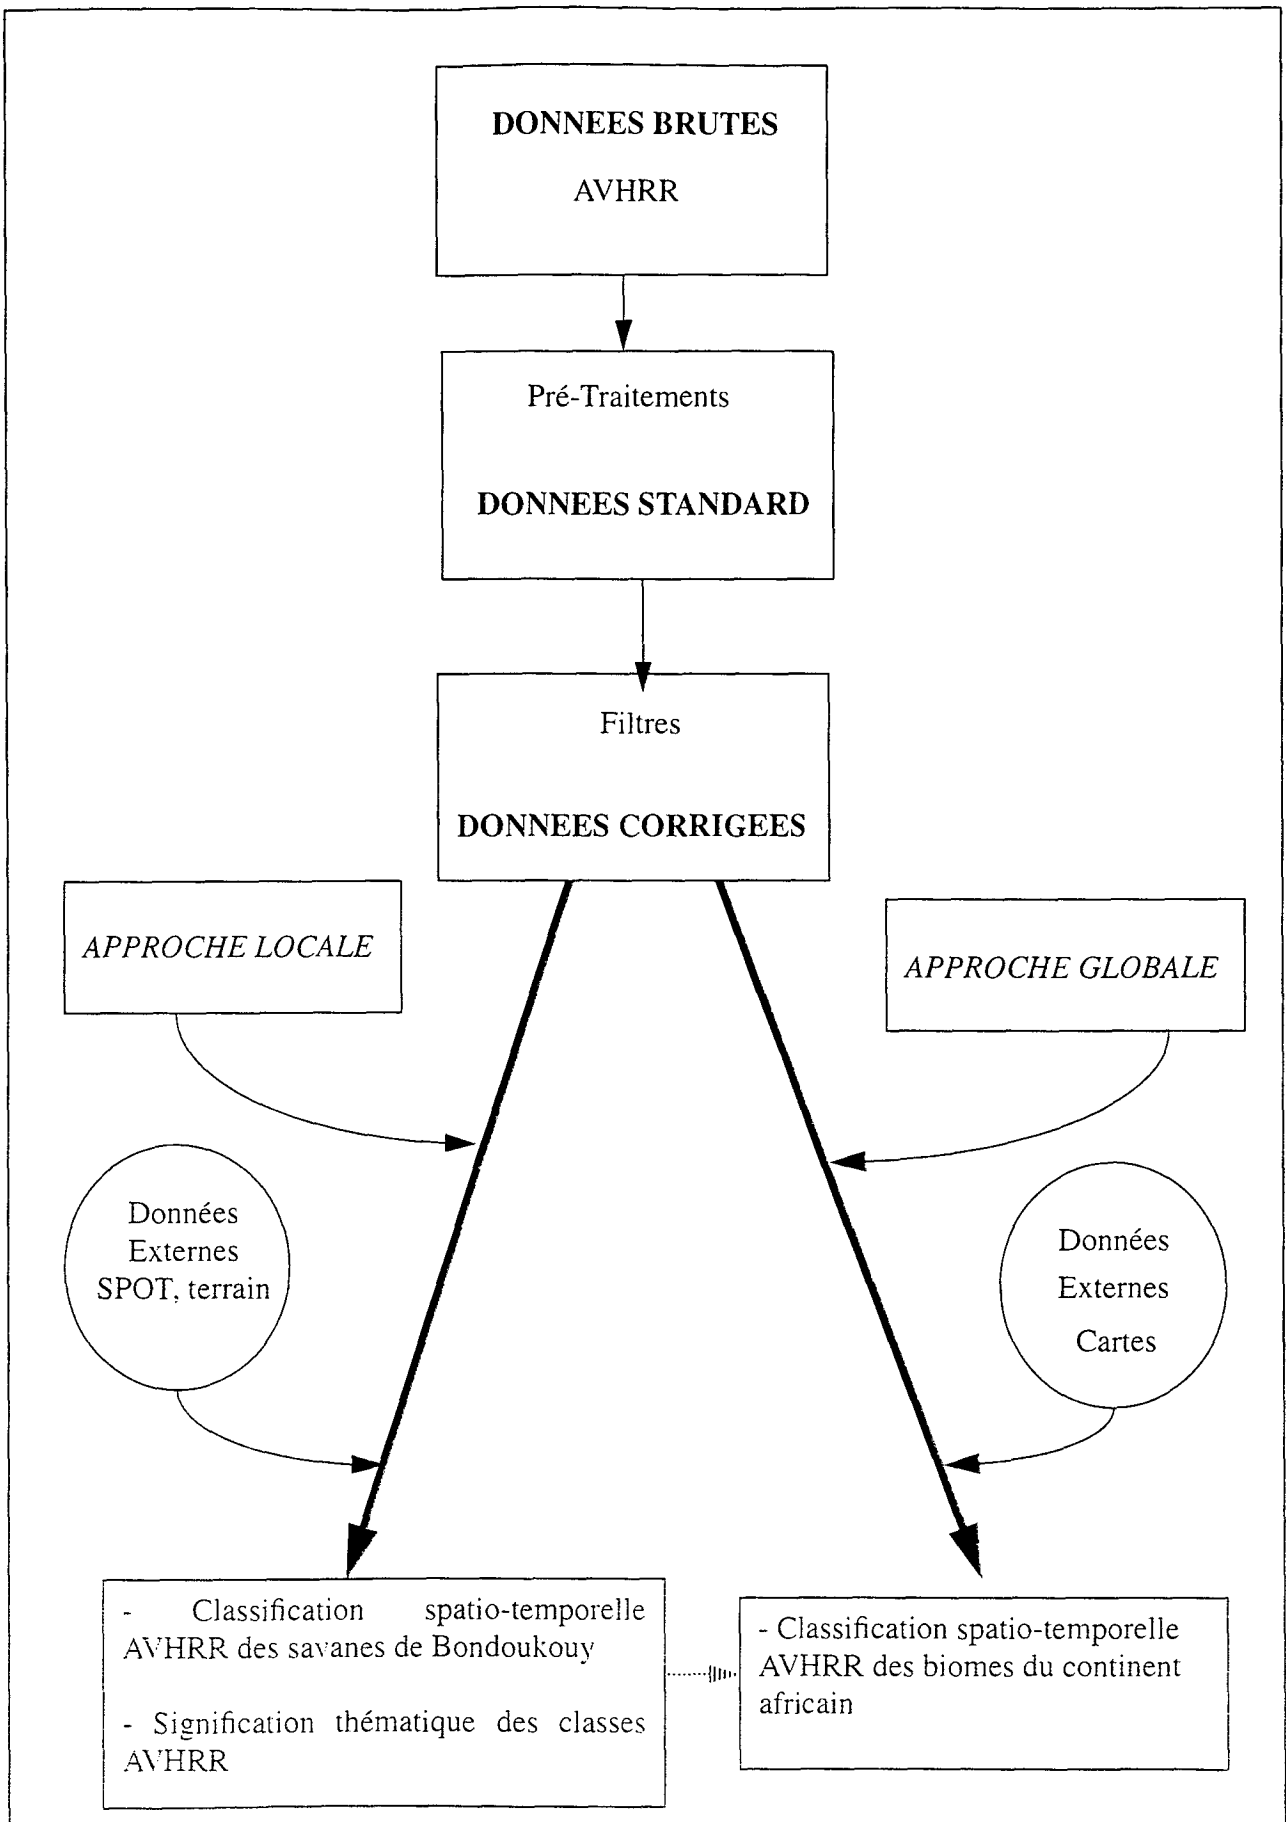 DONNEES BRUTES
AVHRR
Pré-Traitements
DONNEES STANDARD
Filtres
DONNEES CORRIGEES
APPROCHE LOCALE
APPROCHE GLOBALE
Données
Externes
SPOT, terrain
Données
Externes
Cartes
- Classification spatio-temporelle
AVHRR des savanes de Bondoukouy
- Signification thématique des classes
AVHRR
- Classification spatio-temporelle
AVHRR des biomes du continent
africain